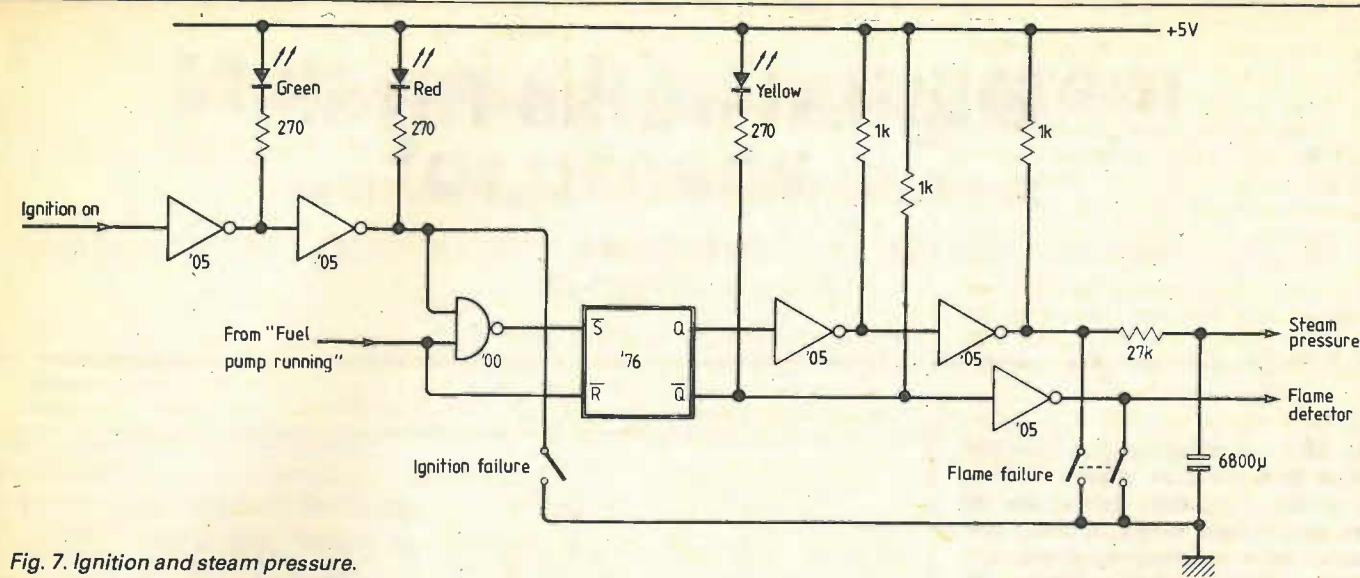 +5V
Green
Red
Yellow
270
270
270
1k
1k
1k
Ignition on
'05
'05
From "Fuel
pump running"
'00
S̅
R̅
'76
Q
Q̅
'05
'05
'05
27k
Steam
pressure
Flame
detector
Ignition failure
Flame failure
6800µ
Fig. 7. Ignition and steam pressure.